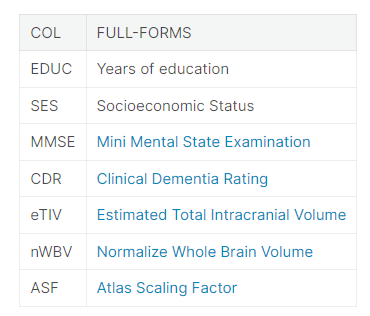 COL FULL-FORMS
EDUC Years of education
SES Socioeconomic Status
MMSE Mini Mental State Examination
CDR Clinical Dementia Rating
eTIV Estimated Total Intracranial Volume
nWBV Normalize Whole Brain Volume
ASF Atlas Scaling Factor